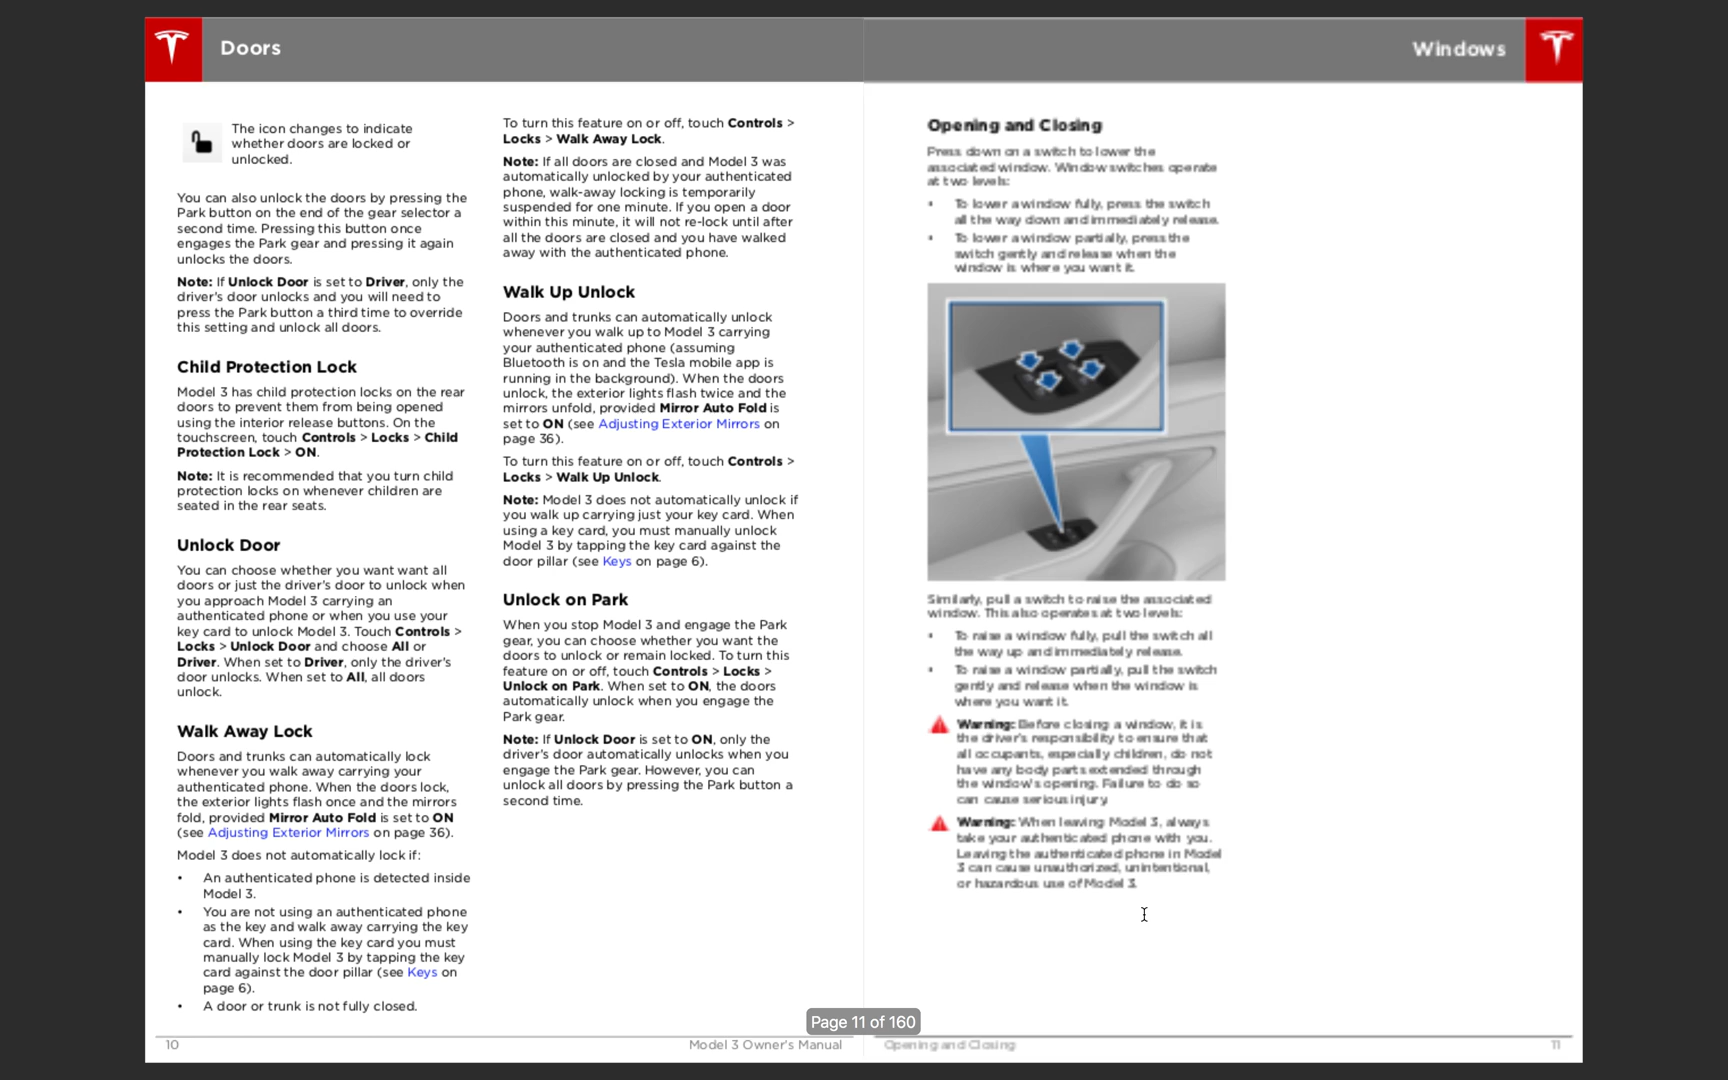 Doors
The icon changes to indicate
whether doors are locked or
unlocked.
You can also unlock the doors by pressing the
Park button on the end of the gear selector a
second time. Pressing this button once
engages the Park gear and pressing it again
unlocks the doors.
Note: If Unlock Door is set to Driver, only the
driver's door unlocks and you will need to
press the Park button a third time to override
this setting and unlock all doors.
Child Protection Lock
Model 3 has child protection locks on the rear
doors to prevent them from being opened
using the interior release buttons. On the
touchscreen, touch Controls > Locks > Child
Protection Lock > ON.
Note: It is recommended that you turn child
protection locks on whenever children are
seated in the rear seats.
Unlock Door
You can choose whether you want want all
doors or just the driver's door to unlock when
you approach Model 3 carrying an
authenticated phone or when you use your
key card to unlock Model 3. Touch Controls >
Locks > Unlock Door and choose All or
Driver. When set to Driver, only the driver's
door unlocks. When set to All, all doors
unlock.
Walk Away Lock
Doors and trunks can automatically lock
whenever you walk away carrying your
authenticated phone. When the doors lock,
the exterior lights flash once and the mirrors
fold, provided Mirror Auto Fold is set to ON
(see Adjusting Exterior Mirrors on page 36).
Model 3 does not automatically lock if:
• An authenticated phone is detected inside
Model 3.
• You are not using an authenticated phone
as the key and walk away carrying the key
card. When using the key card you must
manually lock Model 3 by tapping the key
card against the door pillar (see Keys on
page 6).
• A door or trunk is not fully closed.
To turn this feature on or off, touch Controls >
Locks > Walk Away Lock.
Note: If all doors are closed and Model 3 was
automatically unlocked by your authenticated
phone, walk-away locking is temporarily
suspended for one minute. If you open a door
within this minute, it will not re-lock until after
all the doors are closed and you have walked
away with the authenticated phone.
Walk Up Unlock
Doors and trunks can automatically unlock
whenever you walk up to Model 3 carrying
your authenticated phone (assuming
Bluetooth is on and the Tesla mobile app is
running in the background). When the doors
unlock, the exterior lights flash twice and the
mirrors unfold, provided Mirror Auto Fold is
set to ON (see Adjusting Exterior Mirrors on
page 36).
To turn this feature on or off, touch Controls >
Locks > Walk Up Unlock.
Note: Model 3 does not automatically unlock if
you walk up carrying just your key card. When
using a key card, you must manually unlock
Model 3 by tapping the key card against the
door pillar (see Keys on page 6).
Unlock on Park
When you stop Model 3 and engage the Park
gear, you can choose whether you want the
doors to unlock or remain locked. To turn this
feature on or off, touch Controls > Locks >
Unlock on Park. When set to ON, the doors
automatically unlock when you engage the
Park gear.
Note: If Unlock Door is set to ON, only the
driver's door automatically unlocks when you
engage the Park gear. However, you can
unlock all doors by pressing the Park button a
second time.
10
Model 3 Owner's Manual
Windows
Opening and Closing
Press down on a switch to lower the
associated window. Window switches operate
at two levels:
• To lower a window fully, press the switch
all the way down and immediately release.
• To lower a window partially, press the
switch gently and release when the
window is where you want it.
Similarly, pull a switch to raise the associated
window. This also operates at two levels:
• To raise a window fully, pull the switch all
the way up and immediately release.
• To raise a window partially, pull the switch
gently and release when the window is
where you want it.
Warning: Before closing a window, it is
the driver's responsibility to ensure that
all occupants, especially children, do not
have any body parts extended through
the window's opening. Failure to do so
can cause serious injury.
Warning: When leaving Model 3, always
take your authenticated phone with you.
Leaving the authenticated phone in Model
3 can cause unauthorized, unintentional,
or hazardous use of Model 3.
Opening and Closing
11
Page 11 of 160